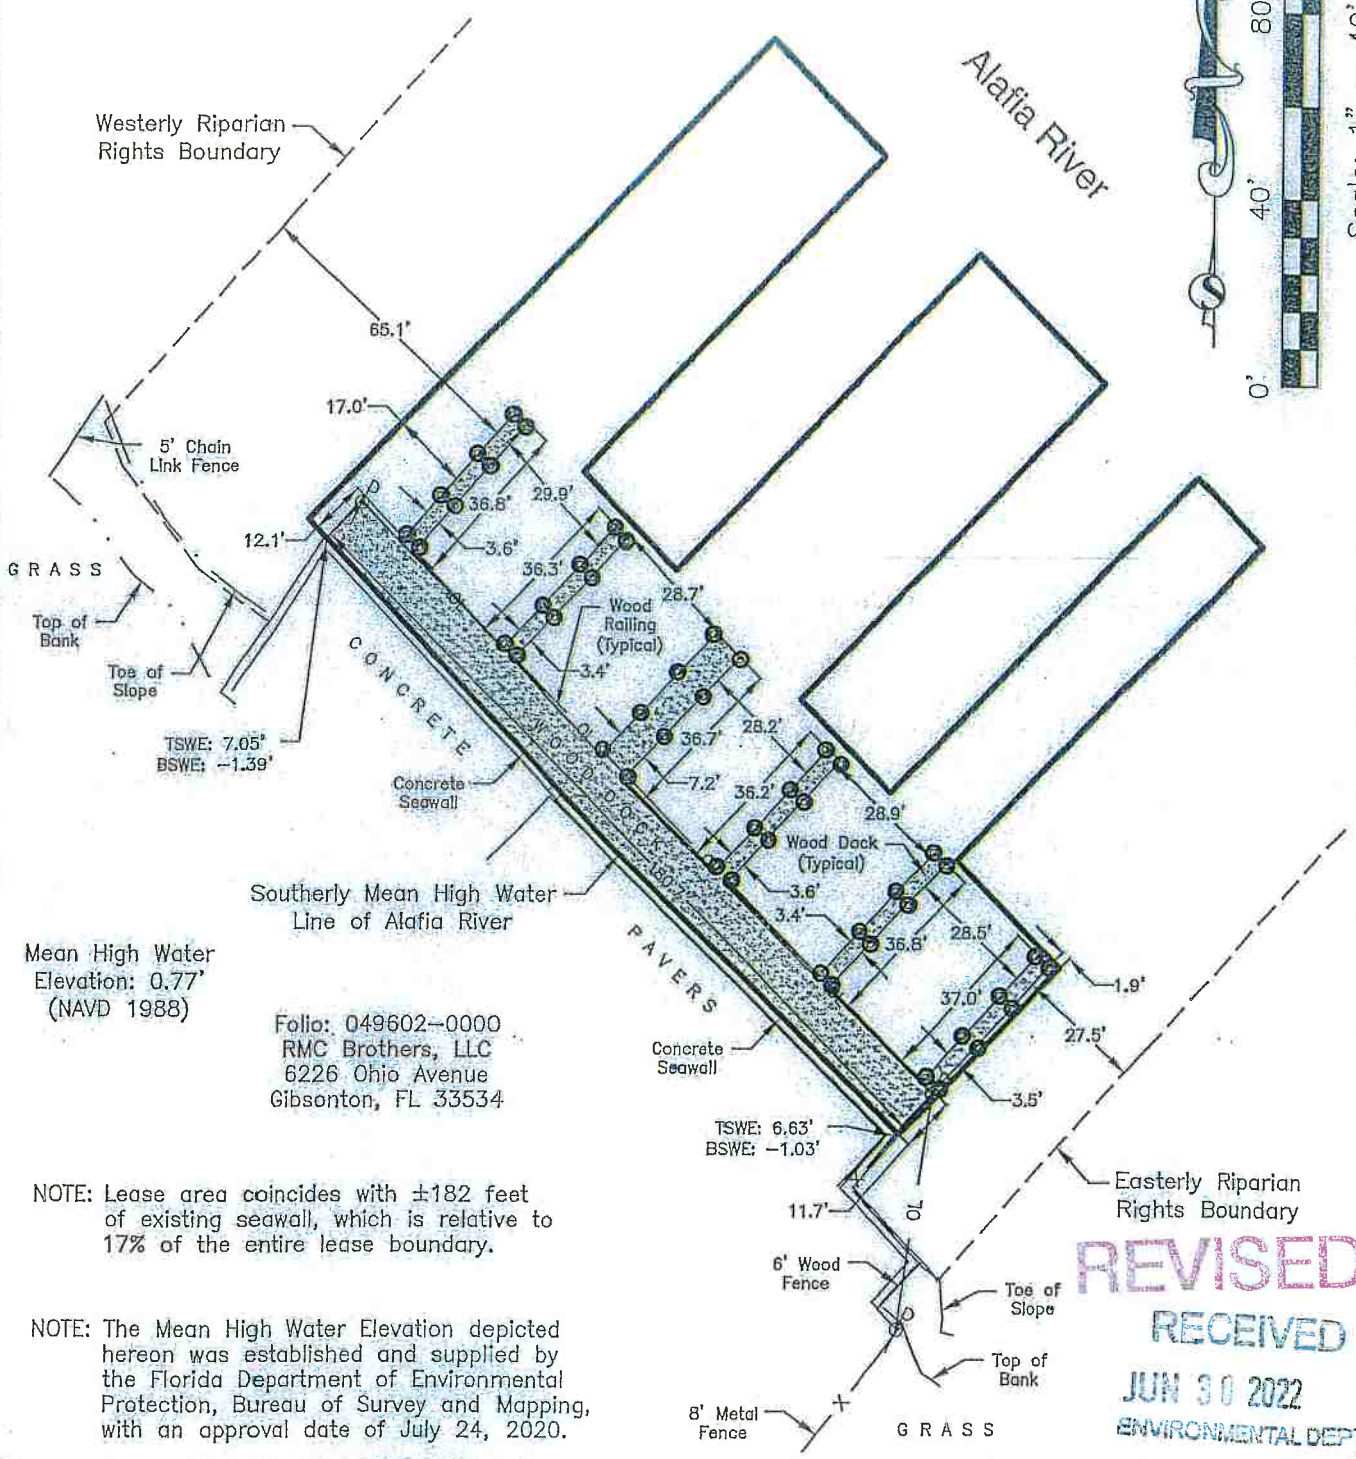 Alafia River
80
40'
0'
Westerly Riparian
Rights Boundary
65.1'
17.0'
5' Chain
Link Fence
12.1'
36.8'
29.9'
3.6'
36.3'
28.7'
GRASS
Top of
Bank
Toe of
Slope
Wood
Railing
(Typical)
3.4'
CONCRETE
TSWE: 7.05'
BSWE: -1.39'
Concrete
Seawall
WOOD DOCK
36.7'
28.2'
7.2'
36.2'
28.9'
Wood Dock
(Typical)
3.6'
3.4'
36.8'
28.5'
37.0'
1.9'
27.5'
3.5'
Southerly Mean High Water
Line of Alafia River
PAVERS
Mean High Water
Elevation: 0.77'
(NAVD 1988)
Folio: 049602-0000
RMC Brothers, LLC
6226 Ohio Avenue
Gibsonton, FL 33534
Concrete
Seawall
TSWE: 6.63'
BSWE: -1.03'
11.7'
Easterly Riparian
Rights Boundary
NOTE: Lease area coincides with ±182 feet
of existing seawall, which is relative to
17% of the entire lease boundary.
6' Wood
Fence
Toe of
Slope
Top of
Bank
8' Metal
Fence
GRASS
NOTE: The Mean High Water Elevation depicted
hereon was established and supplied by
the Florida Department of Environmental
Protection, Bureau of Survey and Mapping,
with an approval date of July 24, 2020.
REVISED
RECEIVED
JUN 30 2022
ENVIRONMENTAL DEPT